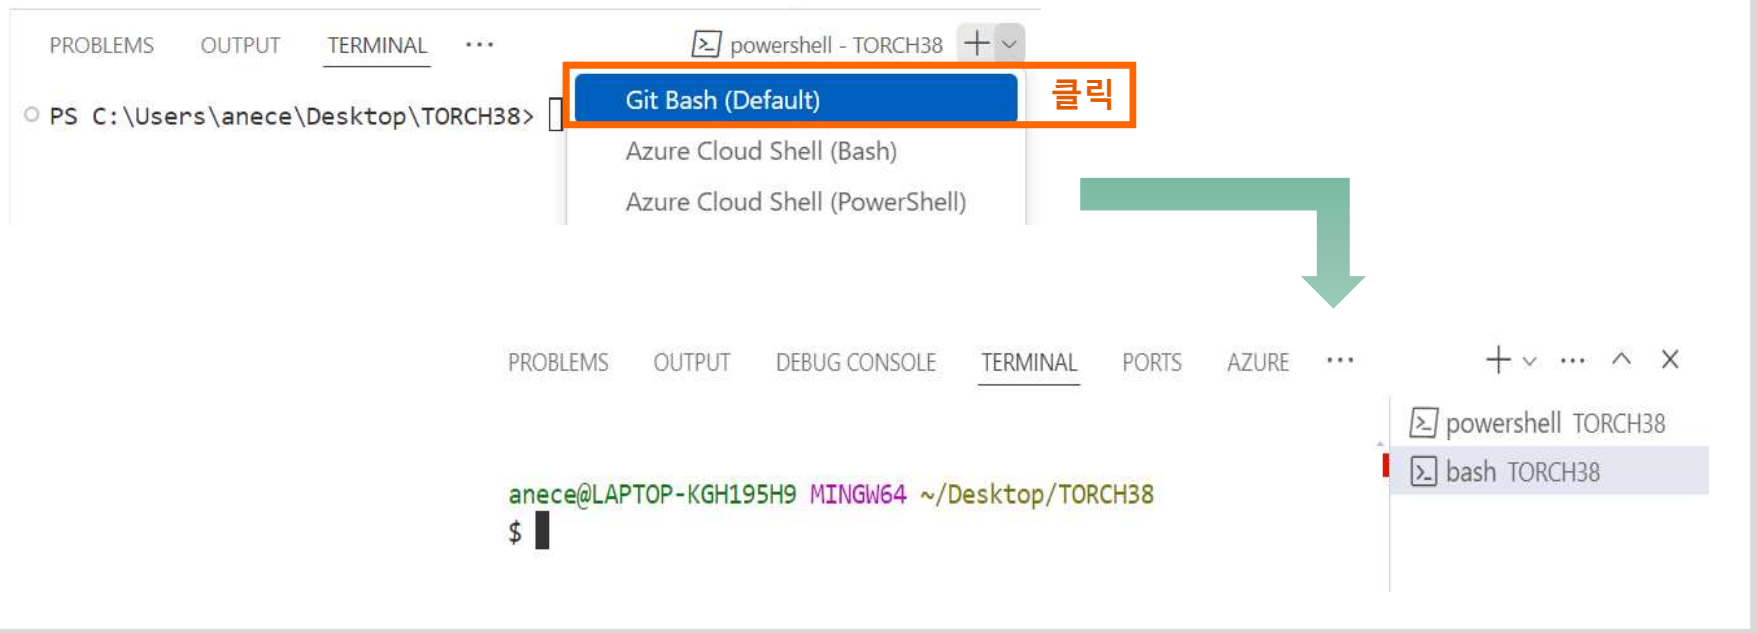 PROBLEMS OUTPUT TERMINAL ··· powershell - TORCH38
PS C:\Users\anece\Desktop\TORCH38>
Git Bash (Default) 클릭
Azure Cloud Shell (Bash)
Azure Cloud Shell (PowerShell)
PROBLEMS OUTPUT DEBUG CONSOLE TERMINAL PORTS AZURE ···
powershell TORCH38
bash TORCH38
anece@LAPTOP-KGH195H9 MINGW64 ~/Desktop/TORCH38
$